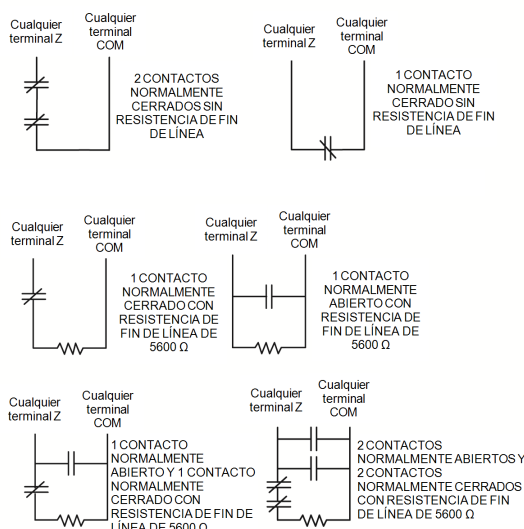 Cualquier
terminal Z
Cualquier
terminal
COM
2 CONTACTOS
NORMALMENTE
CERRADOS SIN
RESISTENCIA DE FIN
DE LÍNEA
Cualquier
terminal Z
Cualquier
terminal
COM
1 CONTACTO
NORMALMENTE
CERRADO SIN
RESISTENCIA DE FIN
DE LÍNEA
Cualquier
terminal Z
Cualquier
terminal
COM
1 CONTACTO
NORMALMENTE
CERRADO CON
RESISTENCIA DE
FIN DE LÍNEA DE
5600 Ω
Cualquier
terminal Z
Cualquier
terminal
COM
1 CONTACTO
NORMALMENTE
ABIERTO CON
RESISTENCIA DE
FIN DE LÍNEA DE
5600 Ω
Cualquier
terminal Z
Cualquier
terminal
COM
1 CONTACTO
NORMALMENTE
ABIERTO Y 1 CONTACTO
NORMALMENTE
CERRADO CON
RESISTENCIA DE FIN DE
LÍNEA DE 5600 Ω
Cualquier
terminal Z
Cualquier
terminal
COM
2 CONTACTOS
NORMALMENTE ABIERTOS Y
2 CONTACTOS
NORMALMENTE CERRADOS
CON RESISTENCIA DE FIN
DE LÍNEA DE 5600 Ω